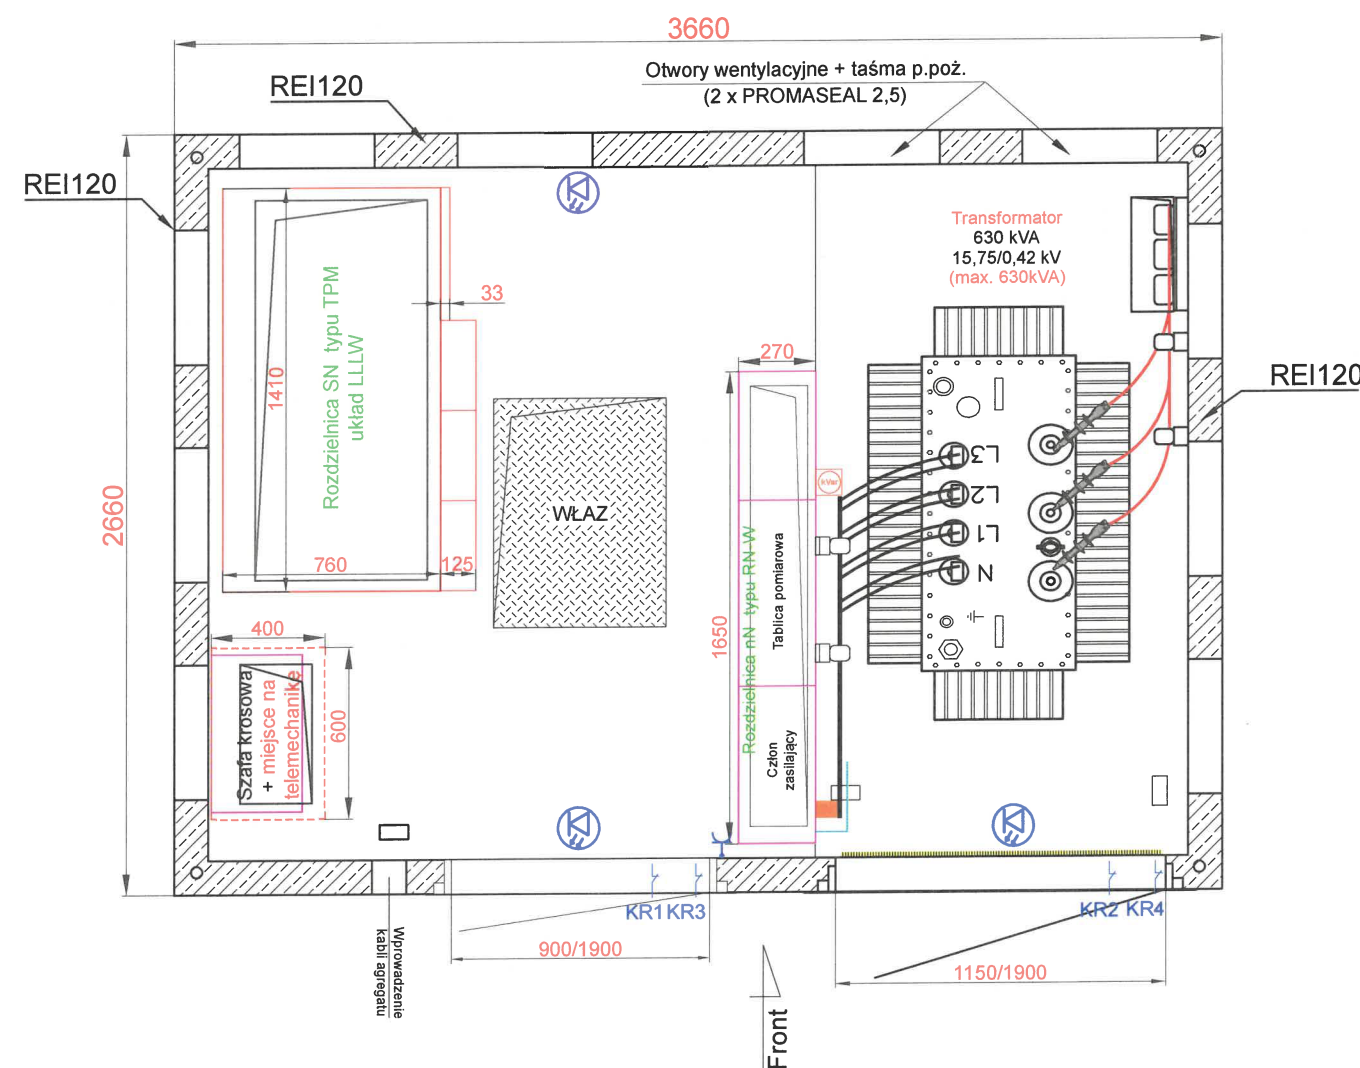 3660
Otwory wentylacyjne + taśma p.poż.
(2 x PROMASEAL 2,5)
REI120
REI120
Transformator
630 kVA
15,75/0,42 kV
(max. 630kVA)
33
Rozdzielnica SN typu TPM
układ LLLW
1410
760
125
270
REI120
2660
WŁAZ
kVar
L3
L2
L1
N
1650
Rozdzielnica nN typu RN-W
Tablica pomiarowa
Człon
zasilający
400
600
Szafa krosowa
+ miejsce na
telemechanikę
KR1 KR3
KR2 KR4
900/1900
1150/1900
Wprowadzenie
kabli agregatu
Front